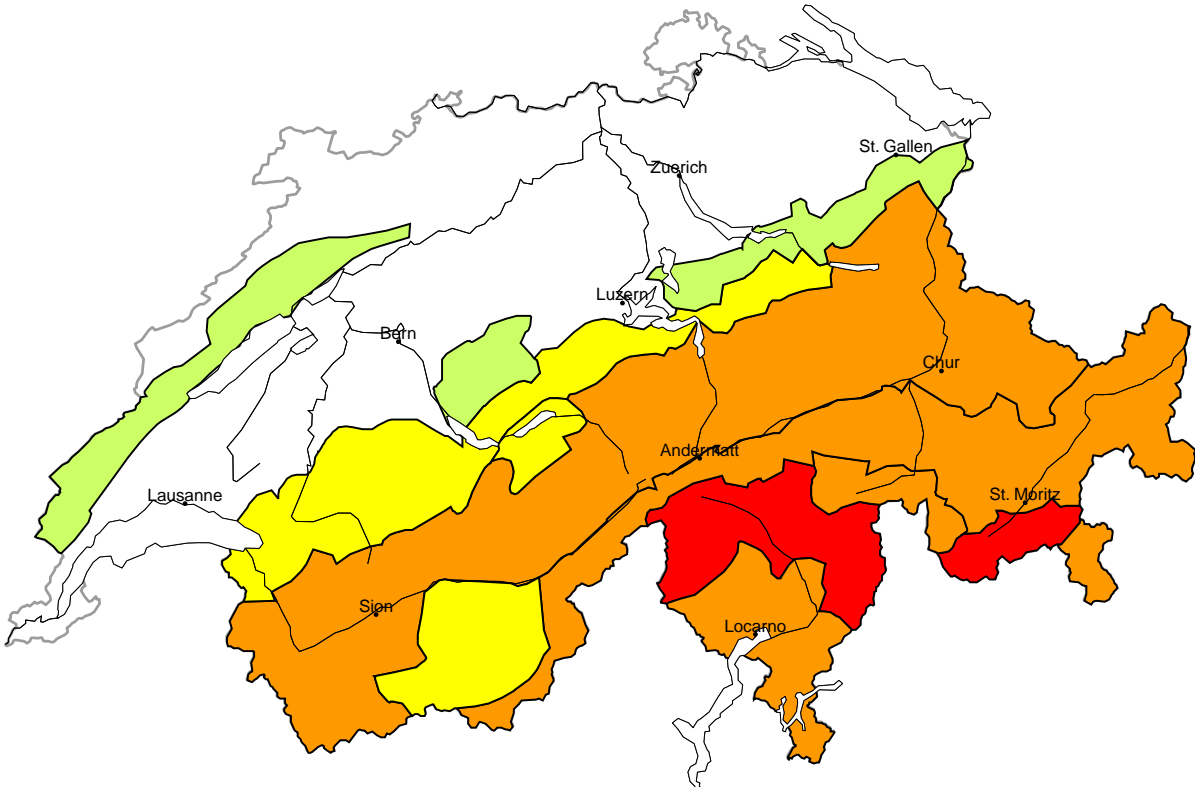 St. Gallen
Zuerich
Luzern
Bern
Chur
Andermatt
Lausanne
St. Moritz
Sion
Locarno